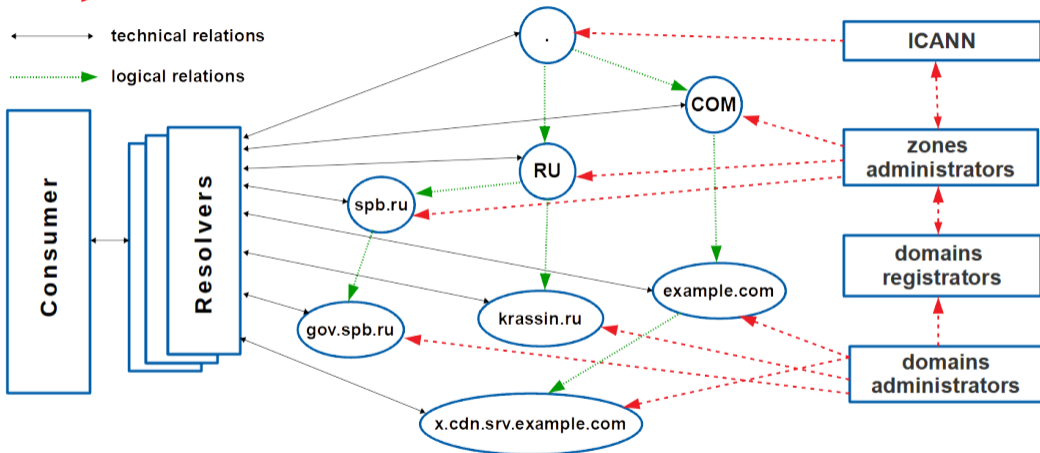 technical relations
logical relations
.
ICANN
COM
zones
administrators
RU
spb.ru
Consumer
Resolvers
domains
registrators
example.com
gov.spb.ru
krassin.ru
domains
administrators
x.cdn.srv.example.com